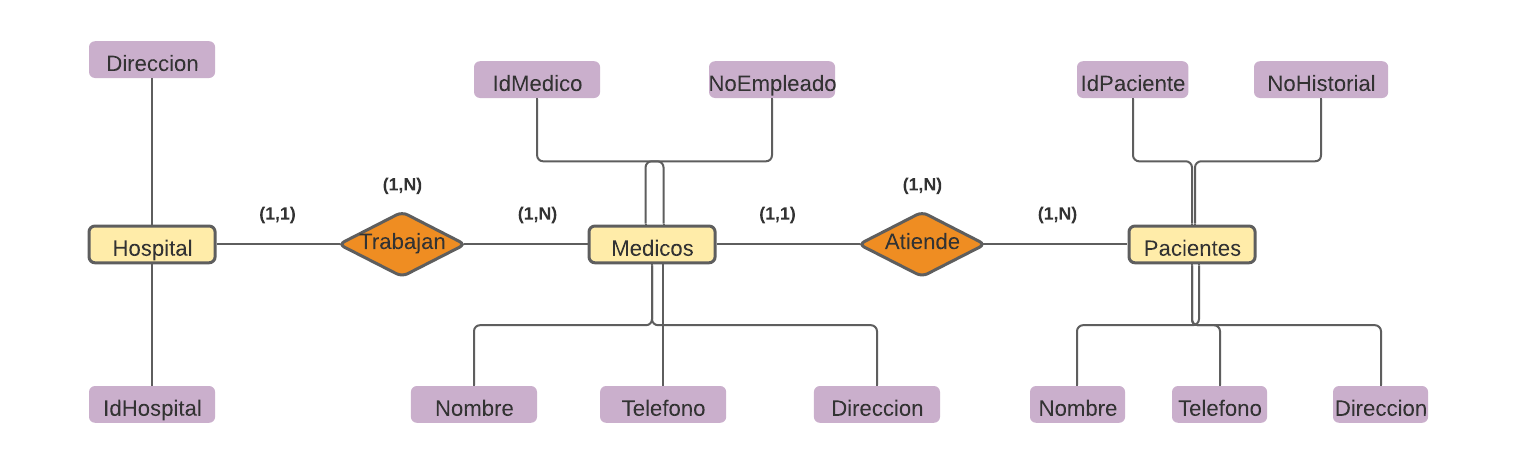 Direccion
IdMedico
NoEmpleado
IdPaciente
NoHistorial
(1,N)
(1,N)
(1,1)
(1,N)
(1,1)
(1,N)
Hospital
Trabajan
Medicos
Atiende
Pacientes
IdHospital
Nombre
Telefono
Direccion
Nombre
Telefono
Direccion